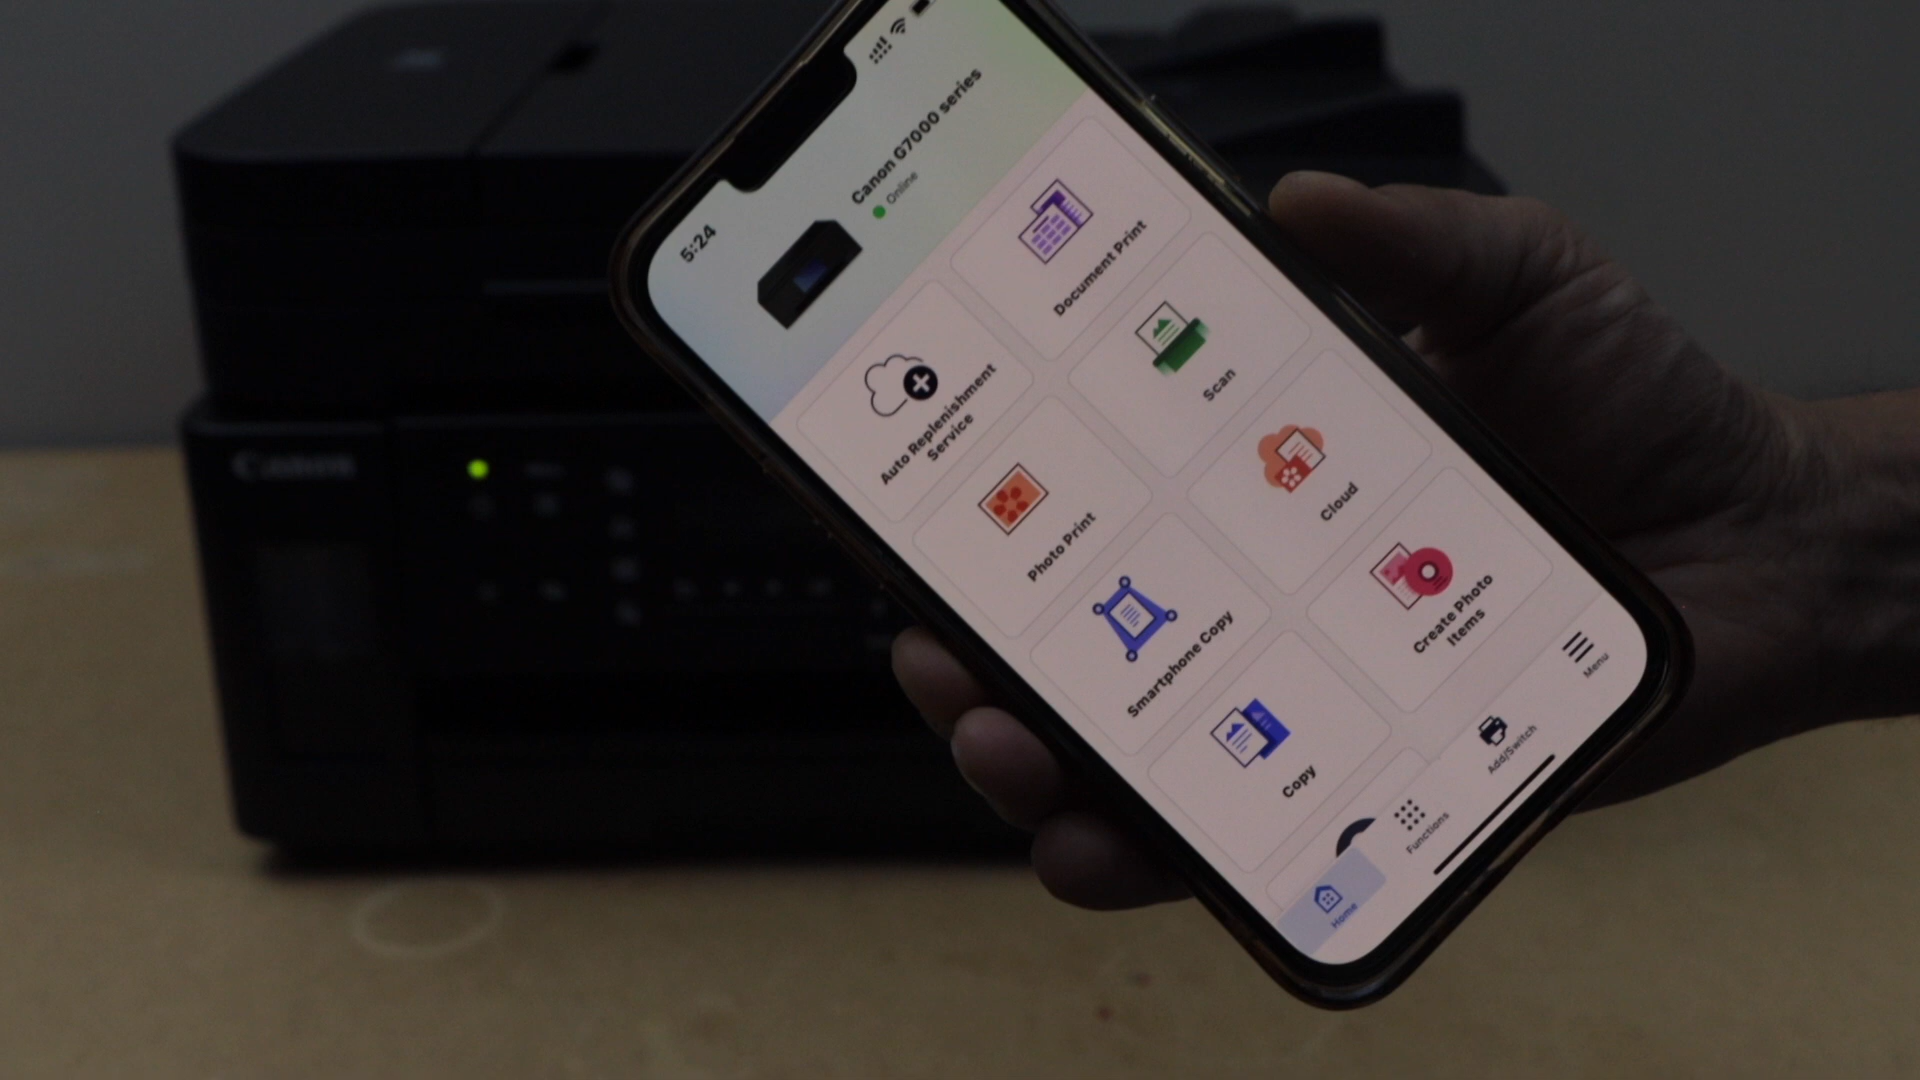 5:24
Canon G7000 series
Online
Auto Replenishment
Service
Document Print
Photo Print
Scan
Smartphone Copy
Cloud
Copy
Create Photo
Items
Home
Functions
Add/Switch
Menu
Canon